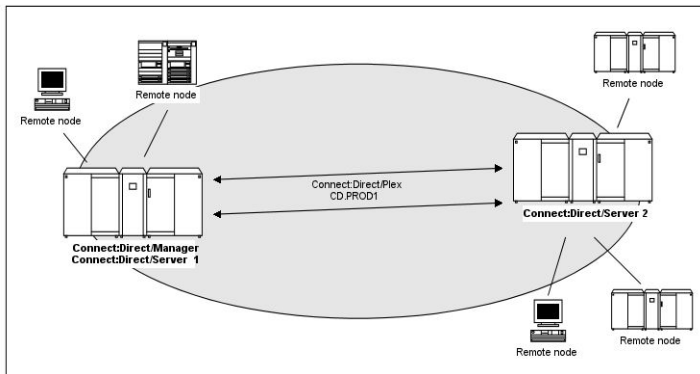 Remote node
Remote node
Remote node
Connect:Direct/Plex
CD.PROD1
Connect:Direct/Server 2
Connect:Direct/Manager
Connect:Direct/Server 1
Remote node
Remote node